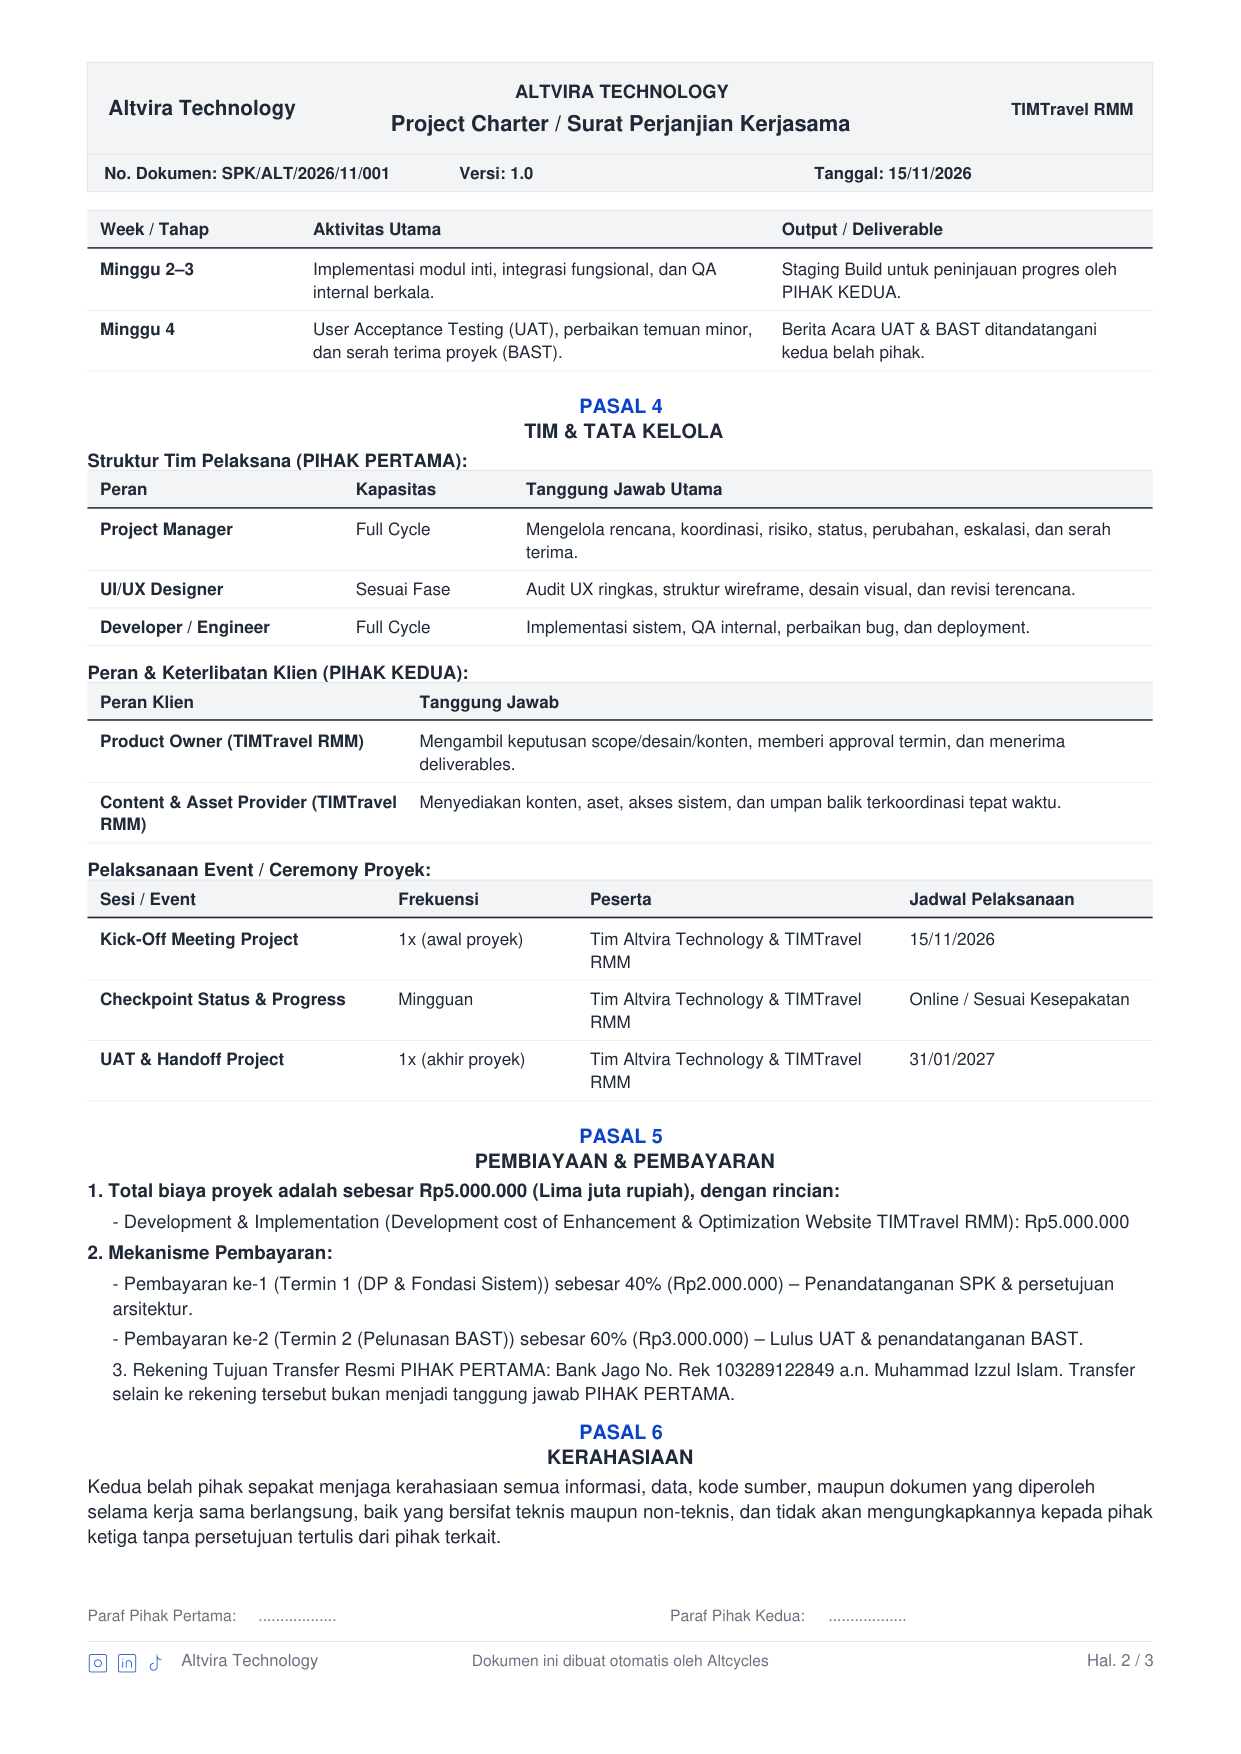 Altvira Technology
ALTVIRA TECHNOLOGY
Project Charter / Surat Perjanjian Kerjasama
TIMTravel RMM
No. Dokumen: SPK/ALT/2026/11/001 Versi: 1.0 Tanggal: 15/11/2026
Week / Tahap Aktivitas Utama Output / Deliverable
Minggu 2–3 Implementasi modul inti, integrasi fungsional, dan QA Staging Build untuk peninjauan progres oleh
internal berkala. PIHAK KEDUA.
Minggu 4 User Acceptance Testing (UAT), perbaikan temuan minor, Berita Acara UAT & BAST ditandatangani
dan serah terima proyek (BAST). kedua belah pihak.
PASAL 4
TIM & TATA KELOLA
Struktur Tim Pelaksana (PIHAK PERTAMA):
Peran Kapasitas Tanggung Jawab Utama
Project Manager Full Cycle Mengelola rencana, koordinasi, risiko, status, perubahan, eskalasi, dan serah
terima.
UI/UX Designer Sesuai Fase Audit UX ringkas, struktur wireframe, desain visual, dan revisi terencana.
Developer / Engineer Full Cycle Implementasi sistem, QA internal, perbaikan bug, dan deployment.
Peran & Keterlibatan Klien (PIHAK KEDUA):
Peran Klien Tanggung Jawab
Product Owner (TIMTravel RMM) Mengambil keputusan scope/desain/konten, memberi approval termin, dan menerima
deliverables.
Content & Asset Provider (TIMTravel Menyediakan konten, aset, akses sistem, dan umpan balik terkoordinasi tepat waktu.
RMM)
Pelaksanaan Event / Ceremony Proyek:
Sesi / Event Frekuensi Peserta Jadwal Pelaksanaan
Kick-Off Meeting Project 1x (awal proyek) Tim Altvira Technology & TIMTravel 15/11/2026
RMM
Checkpoint Status & Progress Mingguan Tim Altvira Technology & TIMTravel Online / Sesuai Kesepakatan
RMM
UAT & Handoff Project 1x (akhir proyek) Tim Altvira Technology & TIMTravel 31/01/2027
RMM
PASAL 5
PEMBIAYAAN & PEMBAYARAN
1. Total biaya proyek adalah sebesar Rp5.000.000 (Lima juta rupiah), dengan rincian:
- Development & Implementation (Development cost of Enhancement & Optimization Website TIMTravel RMM): Rp5.000.000
2. Mekanisme Pembayaran:
- Pembayaran ke-1 (Termin 1 (DP & Fondasi Sistem)) sebesar 40% (Rp2.000.000) – Penandatanganan SPK & persetujuan
arsitektur.
- Pembayaran ke-2 (Termin 2 (Pelunasan BAST)) sebesar 60% (Rp3.000.000) – Lulus UAT & penandatanganan BAST.
3. Rekening Tujuan Transfer Resmi PIHAK PERTAMA: Bank Jago No. Rek 103289122849 a.n. Muhammad Izzul Islam. Transfer
selain ke rekening tersebut bukan menjadi tanggung jawab PIHAK PERTAMA.
PASAL 6
KERAHASIAAN
Kedua belah pihak sepakat menjaga kerahasiaan semua informasi, data, kode sumber, maupun dokumen yang diperoleh
selama kerja sama berlangsung, baik yang bersifat teknis maupun non-teknis, dan tidak akan mengungkapkannya kepada pihak
ketiga tanpa persetujuan tertulis dari pihak terkait.
Paraf Pihak Pertama: .................. Paraf Pihak Kedua: ..................
Altvira Technology Dokumen ini dibuat otomatis oleh Altcycles Hal. 2 / 3